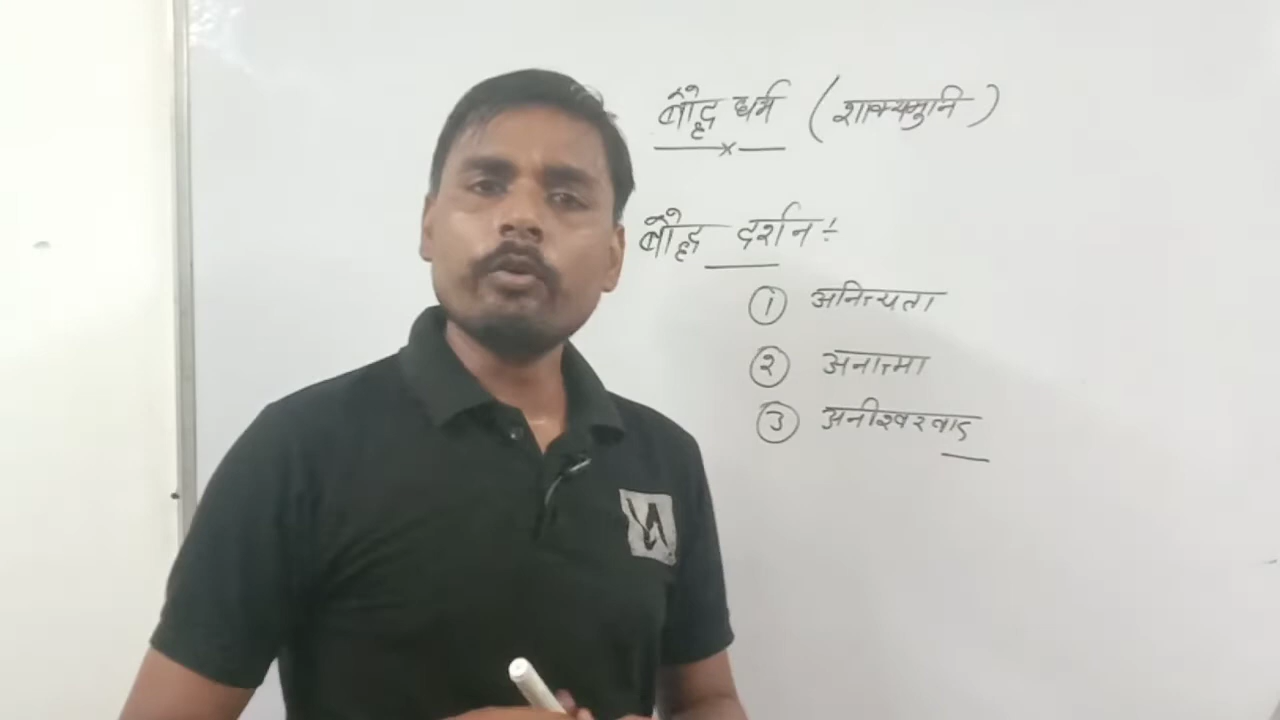 बौद्ध धर्म (शाक्यमुनि)
बौद्ध दर्शन ÷
① अनित्यता
② अनात्मा
③ अनीश्वरवाद